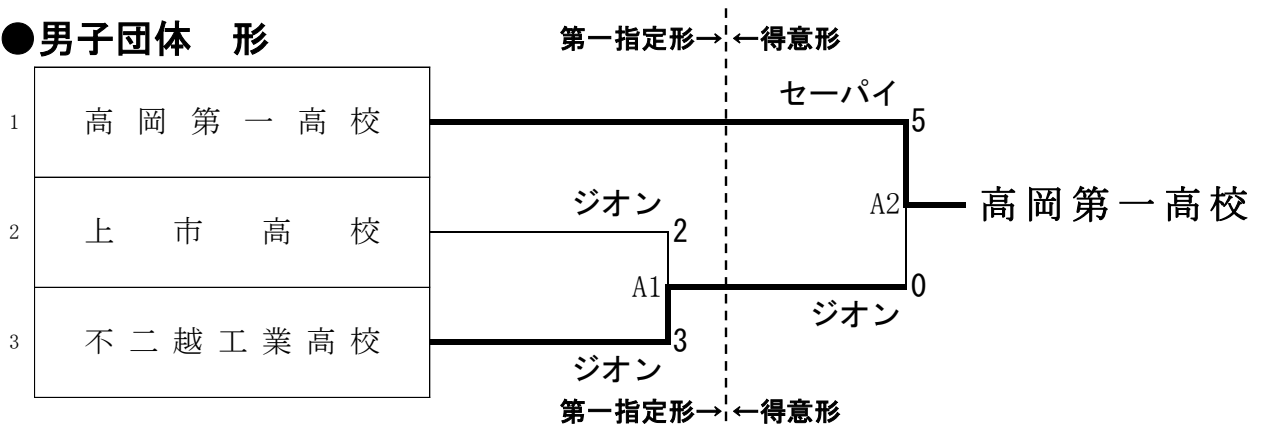 ●男子団体　形
第一指定形→ ←得意形
セーパイ
1 高岡第一高校 5
A2 高岡第一高校
ジオン
2 上市高校 2
A1 0
ジオン
3 不二越工業高校 3
ジオン
第一指定形→ ←得意形